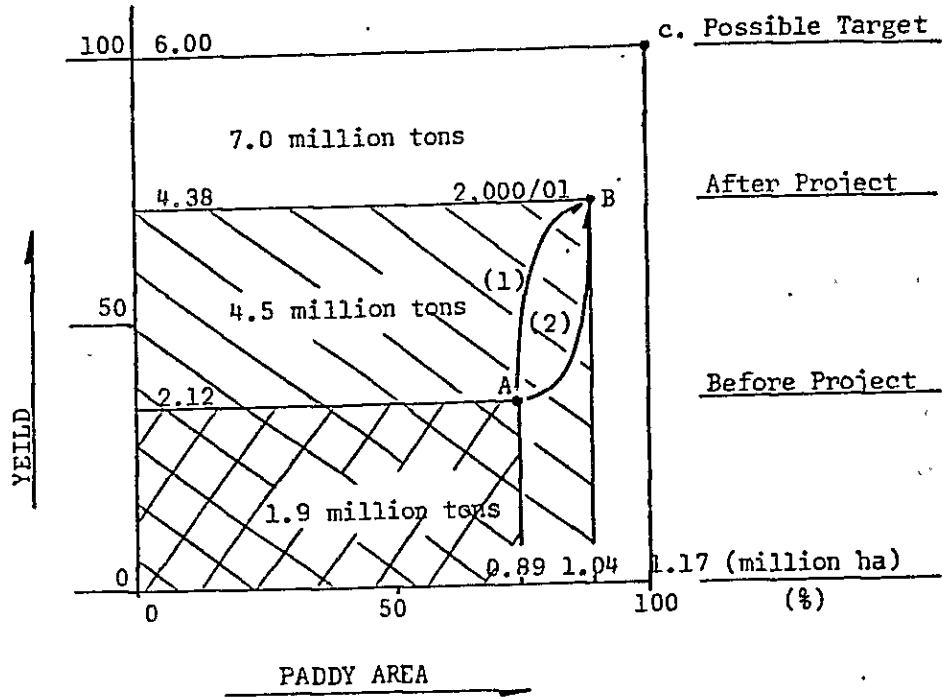 c. Possible Target
100 6.00
7.0 million tons
After Project
4.38 2,000/01 B
(1)
4.5 million tons
50 (2)
A Before Project
2.12
YEILD
1.9 million tons
0 0.89 1.04 1.17 (million ha)
0 50 100 (%)
PADDY AREA